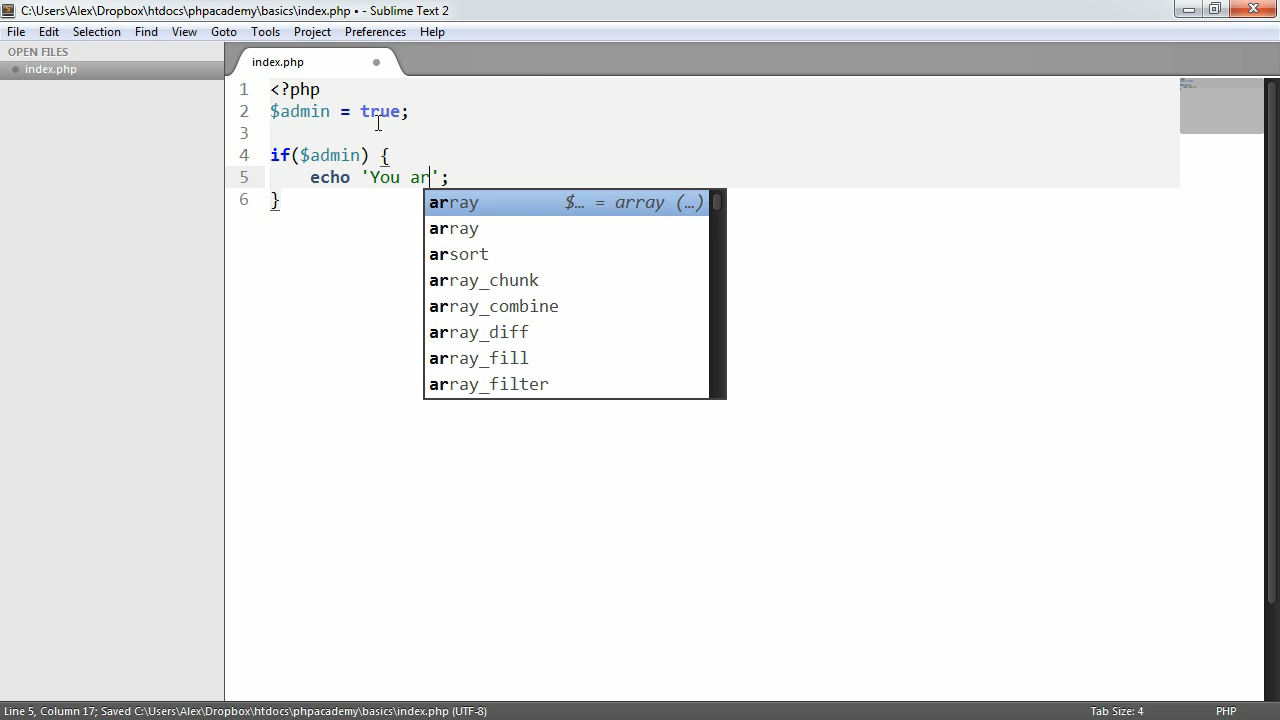 C:\Users\Alex\Dropbox\htdocs\phpacademy\basics\index.php • - Sublime Text 2
File Edit Selection Find View Goto Tools Project Preferences Help
OPEN FILES
index.php
index.php
1 <?php
2 $admin = true;
3
4 if($admin) {
5 echo 'You ar';
6 }
array $… = array (…)
array
arsort
array_chunk
array_combine
array_diff
array_fill
array_filter
Line 5, Column 17; Saved C:\Users\Alex\Dropbox\htdocs\phpacademy\basics\index.php (UTF-8) Tab Size: 4 PHP